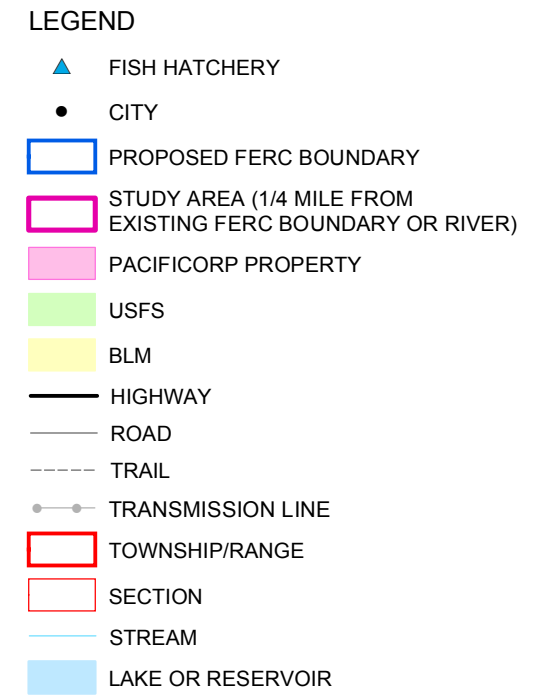 LEGEND
FISH HATCHERY
CITY
PROPOSED FERC BOUNDARY
STUDY AREA (1/4 MILE FROM
EXISTING FERC BOUNDARY OR RIVER)
PACIFICORP PROPERTY
USFS
BLM
HIGHWAY
ROAD
TRAIL
TRANSMISSION LINE
TOWNSHIP/RANGE
SECTION
STREAM
LAKE OR RESERVOIR